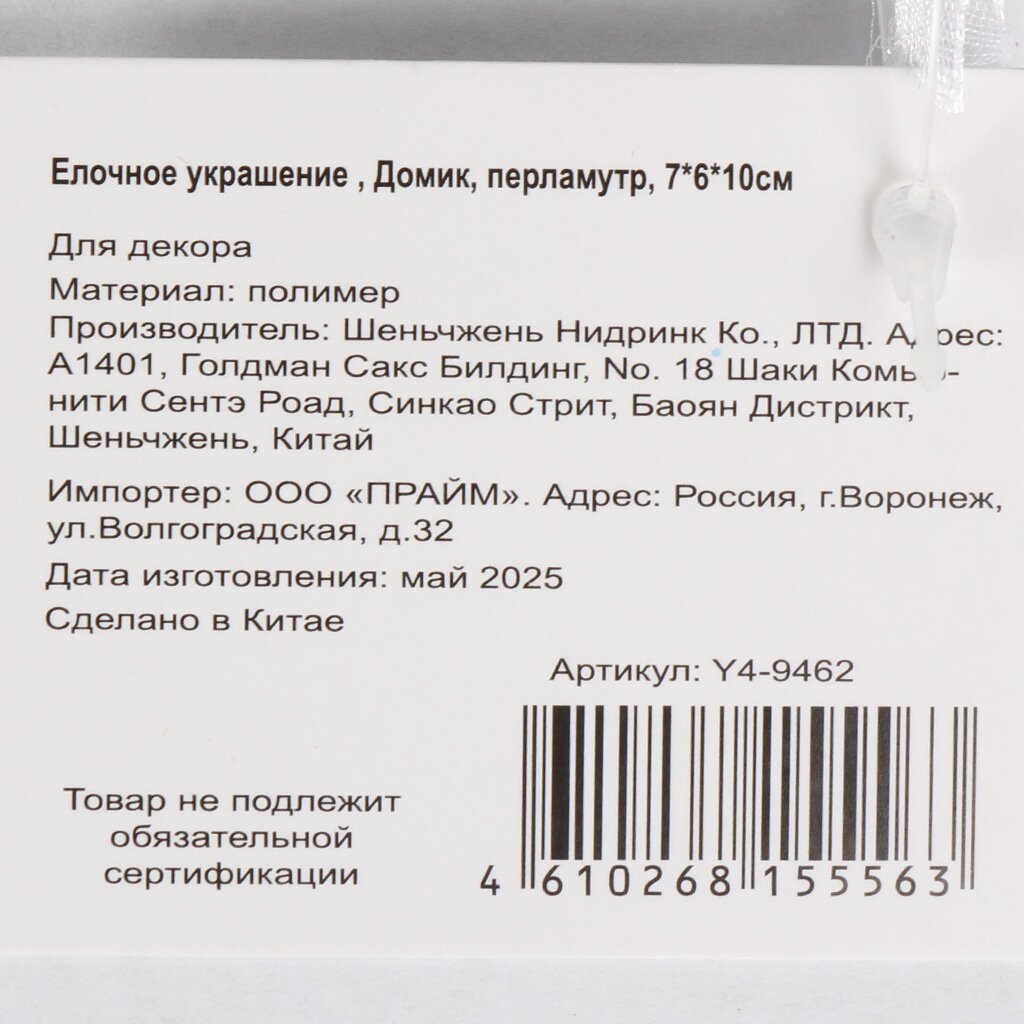 Елочное украшение , Домик, перламутр, 7*6*10см
Для декора
Материал: полимер
Производитель: Шеньчжень Нидринк Ко., ЛТД.
А1401, Голдман Сакс Билдинг, No. 18 Шаки
нити Сентэ Роад, Синкао Стрит, Баоян Дистрикт,
Шеньчжень, Китай
Импортер: ООО «ПРАЙМ». Адрес: Россия, г.Воронеж,
ул.Волгоградская, д.32
Дата изготовления: май 2025
Сделано в Китае
Артикул: Y4-9462
Товар не подлежит
обязательной
сертификации
4 610268 155563